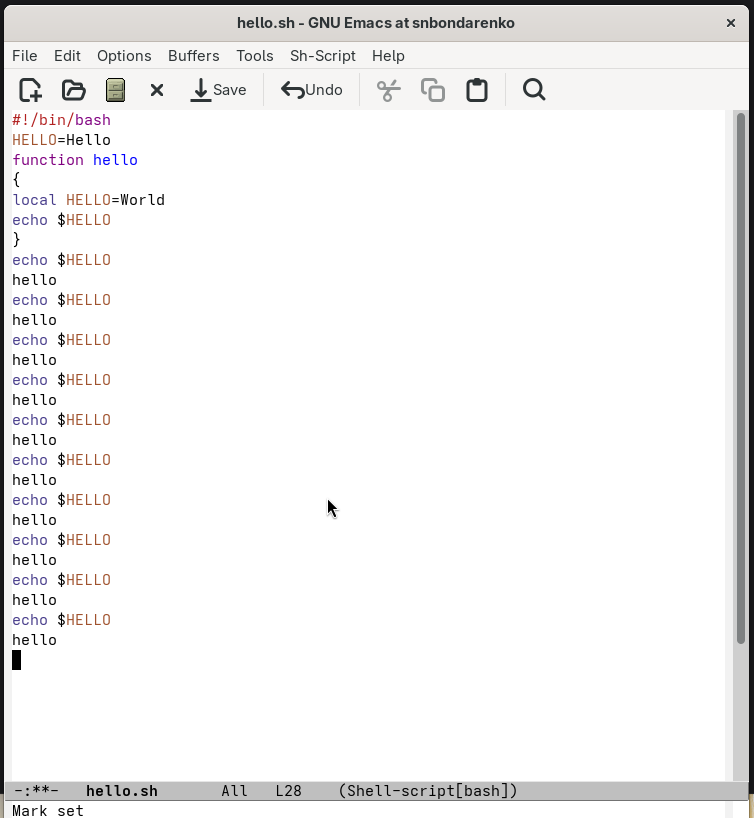 hello.sh - GNU Emacs at snbondarenko ×
File Edit Options Buffers Tools Sh-Script Help
Save Undo
#!/bin/bash
HELLO=Hello
function hello
{
local HELLO=World
echo $HELLO
}
echo $HELLO
hello
echo $HELLO
hello
echo $HELLO
hello
echo $HELLO
hello
echo $HELLO
hello
echo $HELLO
hello
echo $HELLO
hello
echo $HELLO
hello
echo $HELLO
hello
echo $HELLO
hello
-:**- hello.sh All L28 (Shell-script[bash])
Mark set